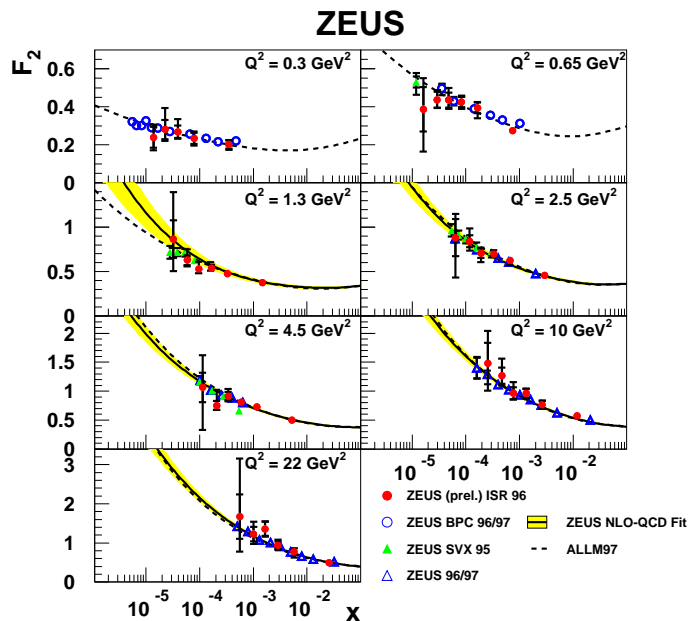 ZEUS
F₂
Q² = 0.3 GeV²
Q² = 0.65 GeV²
0.6
0.4
0.2
0
Q² = 1.3 GeV²
Q² = 2.5 GeV²
1
0.5
0
Q² = 4.5 GeV²
Q² = 10 GeV²
2
1.5
1
0.5
0
Q² = 22 GeV²
3
2
1
0
10⁻⁵ 10⁻⁴ 10⁻³ 10⁻²
10⁻⁵ 10⁻⁴ 10⁻³ 10⁻² x
ZEUS (prel.) ISR 96
ZEUS BPC 96/97
ZEUS SVX 95
ZEUS 96/97
ZEUS NLO-QCD Fit
ALLM97